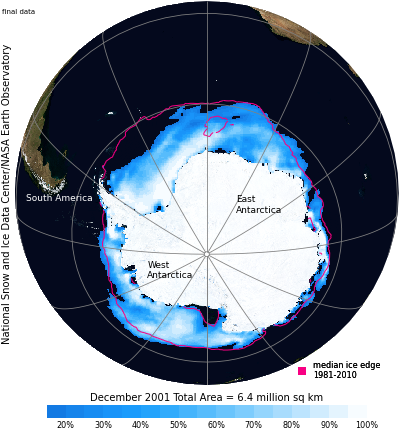 final data
National Snow and Ice Data Center/NASA Earth Observatory
South America
East
Antarctica
West
Antarctica
median ice edge
1981-2010
December 2001 Total Area = 6.4 million sq km
20% 30% 40% 50% 60% 70% 80% 90% 100%